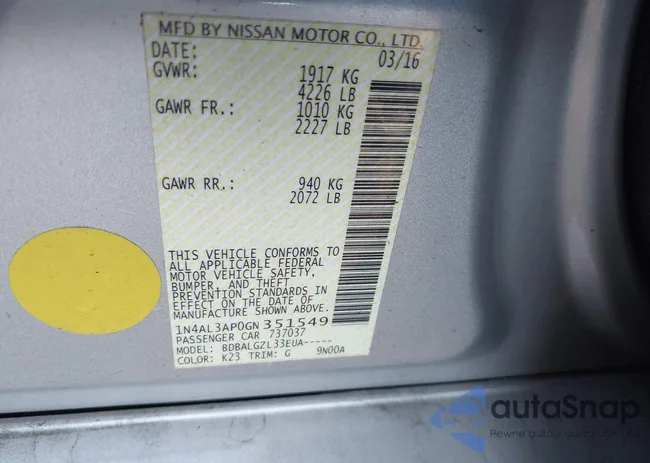 MFD BY NISSAN MOTOR CO., LTD.
DATE: 03/16
GVWR: 1917 KG
4226 LB
GAWR FR.: 1010 KG
2227 LB
GAWR RR.: 940 KG
2072 LB
THIS VEHICLE CONFORMS TO
ALL APPLICABLE FEDERAL
MOTOR VEHICLE SAFETY,
BUMPER, AND THEFT
PREVENTION STANDARDS IN
EFFECT ON THE DATE OF
MANUFACTURE SHOWN ABOVE.
1N4AL3AP0GN351549
PASSENGER CAR 737037
MODEL: BDBALGZL33EUA-----
COLOR: K23 TRIM: G 9N00A
autaSnap
Pewne